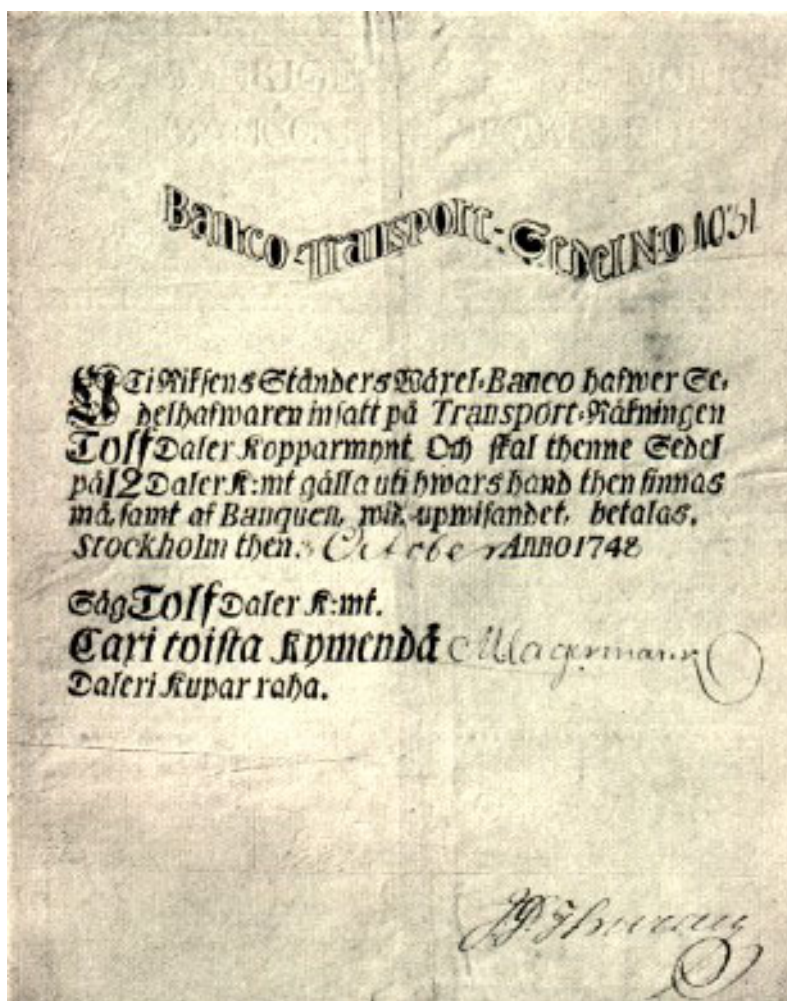 Banco-Transport-Sedel N:o 1031
UTi Riksens Ständers Wäxel-Banco hafwer Se-
delhafwaren insatt på Transport-Räkningen
Tolf Daler Kopparmynt. Och skal thenne Sedel
på 12 Daler K:mt gälla uti hwars hand then finnas
må, samt af Banquen, wid upwisandet, betalas.
Stockholm then October ANNO 1748
Säg Tolf Daler K:mt.
Cari toista kymendä
Daleri Kupar raha.